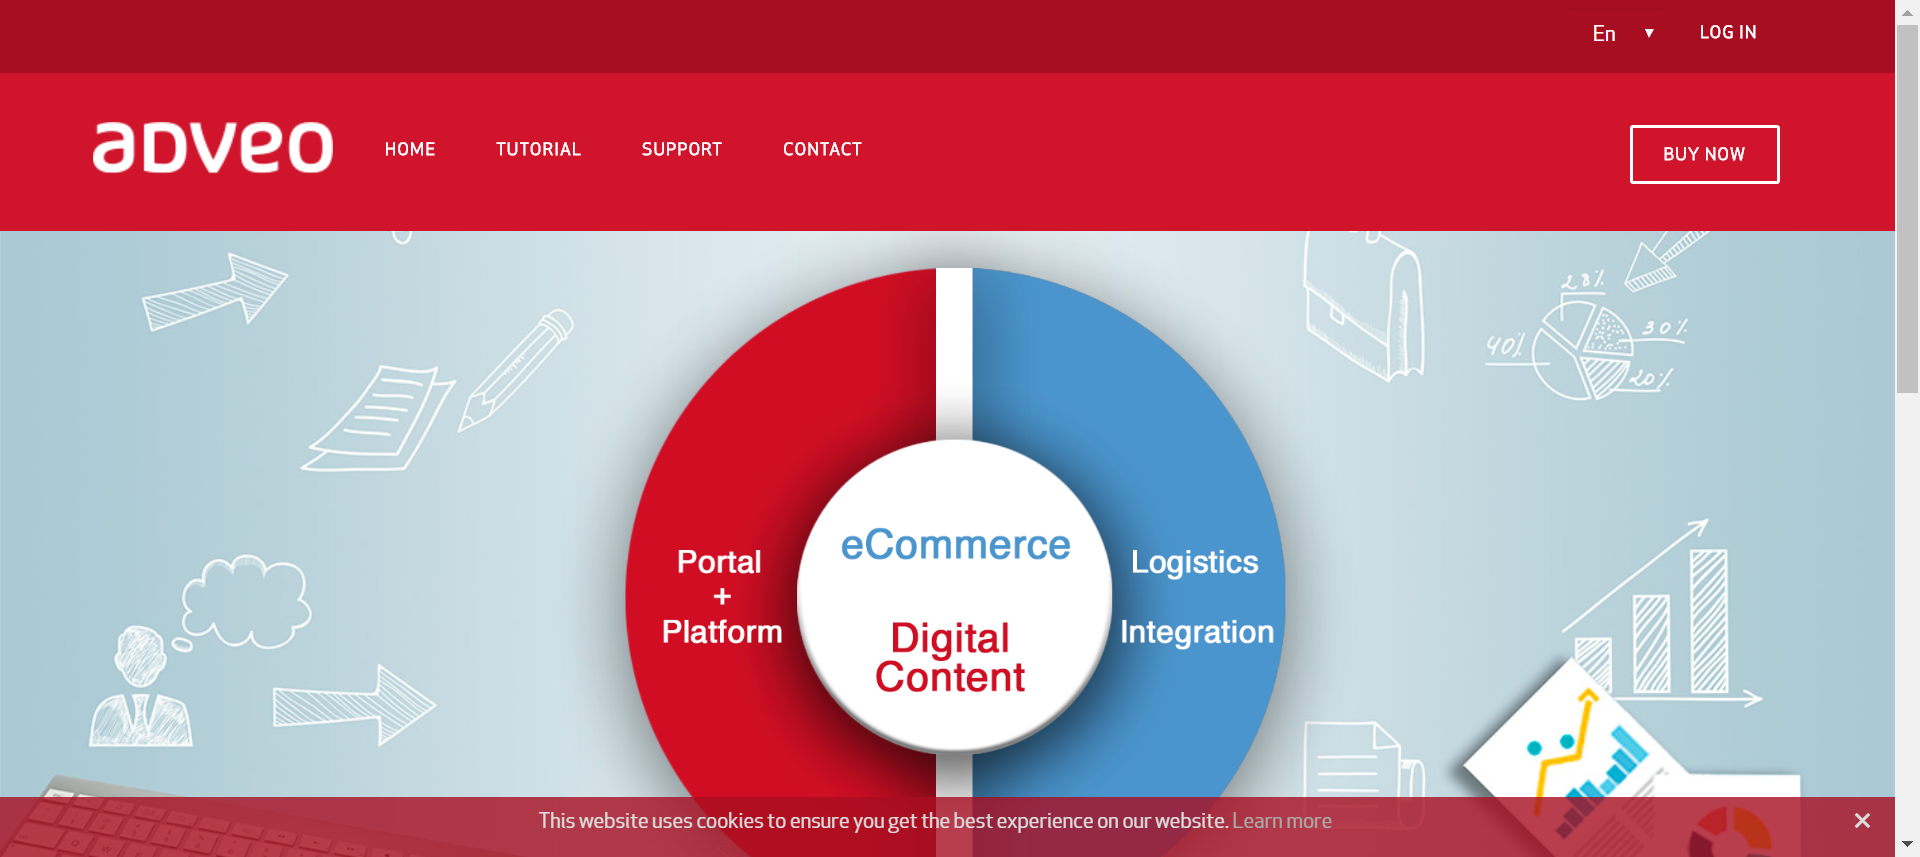 En ▼ LOG IN
aDveo HOME TUTORIAL SUPPORT CONTACT BUY NOW
28%
30%
40%
20%
eCommerce
Digital
Content
Portal
+
Platform
Logistics
Integration
This website uses cookies to ensure you get the best experience on our website. Learn more ×